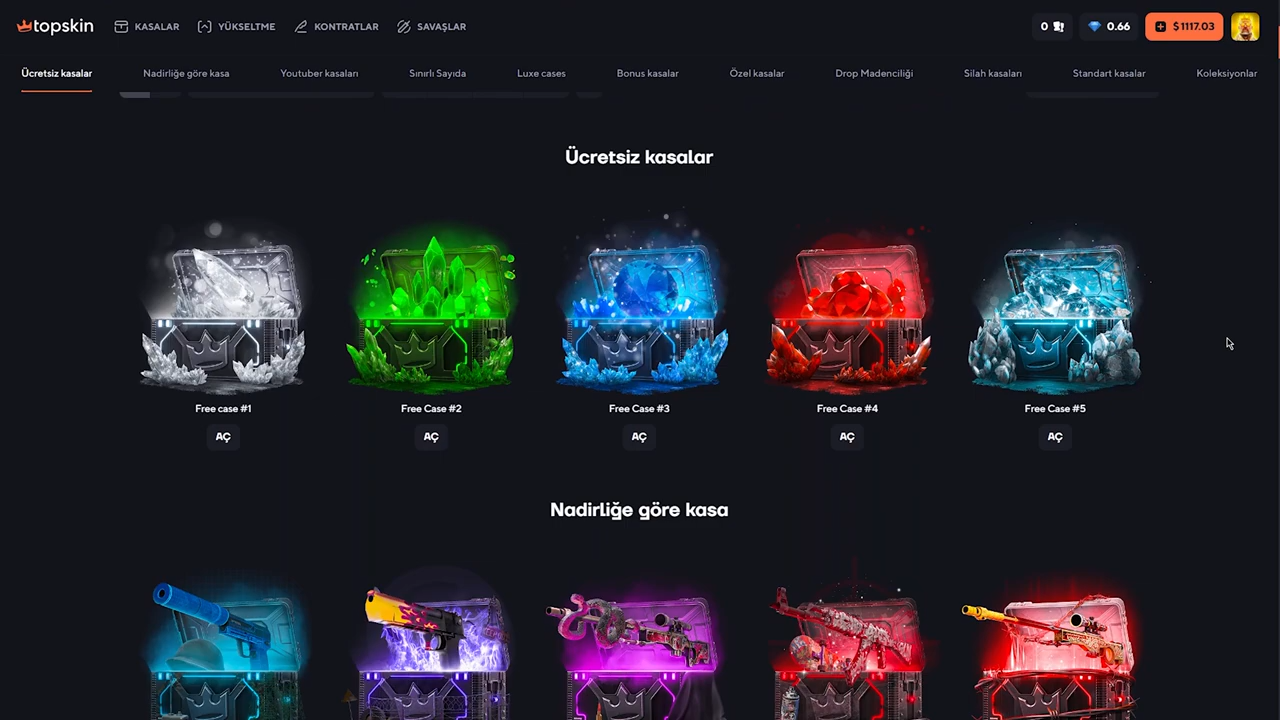 topskin
KASALAR
YÜKSELTME
KONTRATLAR
SAVAŞLAR
0
0.66
$1117.03
Ücretsiz kasalar
Nadirliğe göre kasa
Youtuber kasaları
Sınırlı Sayıda
Luxe cases
Bonus kasalar
Özel kasalar
Drop Madenciliği
Silah kasaları
Standart kasalar
Koleksiyonlar
Ücretsiz kasalar
Free case #1
Free Case #2
Free Case #3
Free Case #4
Free Case #5
AÇ
AÇ
AÇ
AÇ
AÇ
Nadirliğe göre kasa